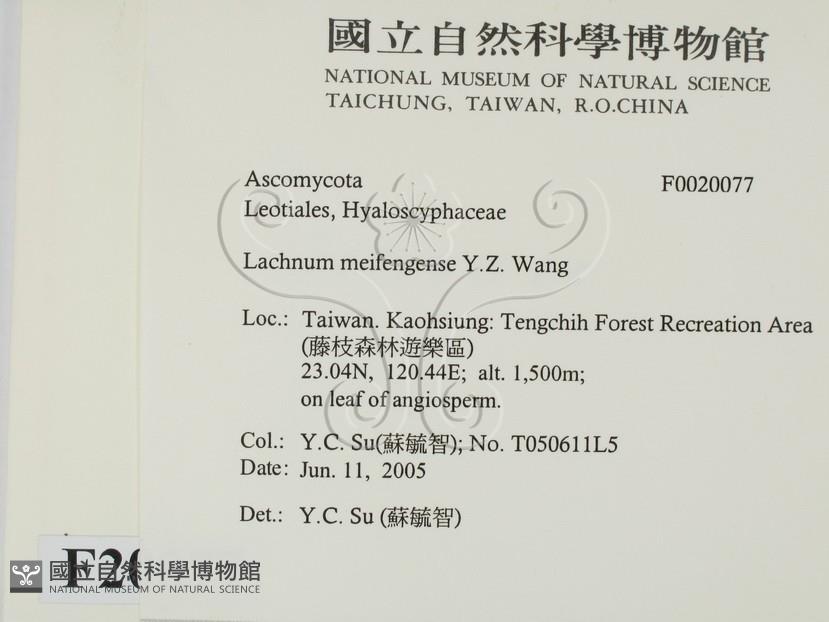 國立自然科學博物館
NATIONAL MUSEUM OF NATURAL SCIENCE
TAICHUNG, TAIWAN, R.O.CHINA
Ascomycota F0020077
Leotiales, Hyaloscyphaceae
Lachnum meifengense Y.Z. Wang
Loc.: Taiwan. Kaohsiung: Tengchih Forest Recreation Area
(藤枝森林遊樂區)
23.04N, 120.44E; alt. 1,500m;
on leaf of angiosperm.
Col.: Y.C. Su(蘇毓智); No. T050611L5
Date: Jun. 11, 2005
Det.: Y.C. Su (蘇毓智)
F20
國立自然科學博物館
NATIONAL MUSEUM OF NATURAL SCIENCE